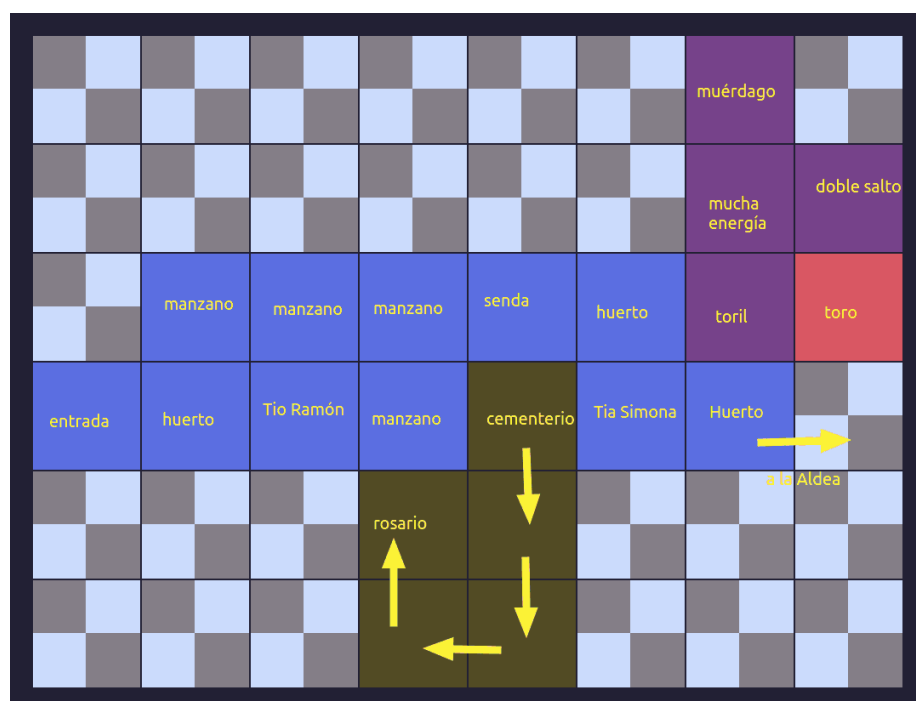 muérdago
doble salto
mucha
energía
manzano
manzano
manzano
senda
huerto
toril
toro
entrada
huerto
Tio Ramón
manzano
cementerio
Tia Simona
Huerto
a la Aldea
rosario